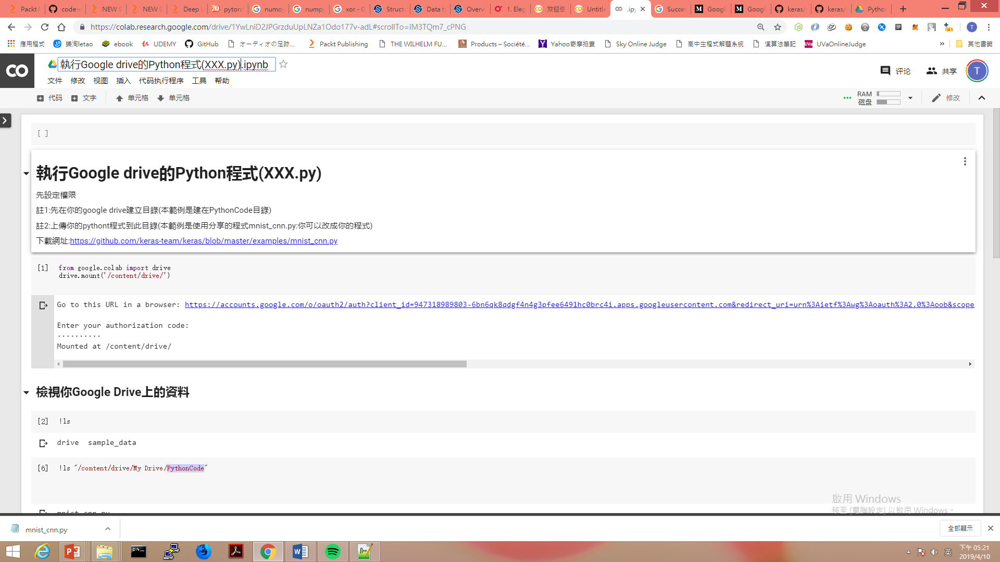 Packt
code-c
NEW S
NEW S
Deep L
pytorc
numoy
numpy
xor - G
Struct
Data ty
Overvi
1. Eleg
欢迎使
Untitle
.ipy
Succes
Google
Google
keras/
keras/
Python
https://colab.research.google.com/drive/1YwLniD2JPGrzduUpLNZa1Odo177v-adL#scrollTo=iM3TQm7_cPNG
應用程式
樂淘letao
ebook
UDEMY
GitHub
オーディオの足跡...
Packt Publishing
THE WILHELM FU...
Products – Société...
Yahoo奇摩拍賣
Sky Online Judge
高中生程式解題系統
演算法筆記
UVaOnlineJudge
»
其他書籤
執行Google drive的Python程式(XXX.py).ipynb
评论
共享
T
文件 修改 视图 插入 代码执行程序 工具 帮助
代码 文字 单元格 单元格
RAM
磁盘
修改
[ ]
執行Google drive的Python程式(XXX.py)
先設定權限
註1:先在你的google drive建立目錄(本範例是建在PythonCode目錄)
註2:上傳你的pythont程式到此目錄(本範例是使用分享的程式mnist_cnn.py:你可以改成你的程式)
下載網址:https://github.com/keras-team/keras/blob/master/examples/mnist_cnn.py
[1] from google.colab import drive
drive.mount('/content/drive/')
Go to this URL in a browser: https://accounts.google.com/o/oauth2/auth?client_id=947318989803-6bn6qk8qdgf4n4g3pfee6491hc0brc4i.apps.googleusercontent.com&redirect_uri=urn%3Aietf%3Awg%3Aoauth%3A2.0%3Aoob&scope
Enter your authorization code:
··········
Mounted at /content/drive/
檢視你Google Drive上的資料
[2] !ls
drive sample_data
[6] !ls "/content/drive/My Drive/PythonCode"
mnist_cnn.py
啟用 Windows
移至 [電腦設定] 以啟用 Windows。
mnist_cnn.py
全部顯示
英
下午 05:21
2019/4/10